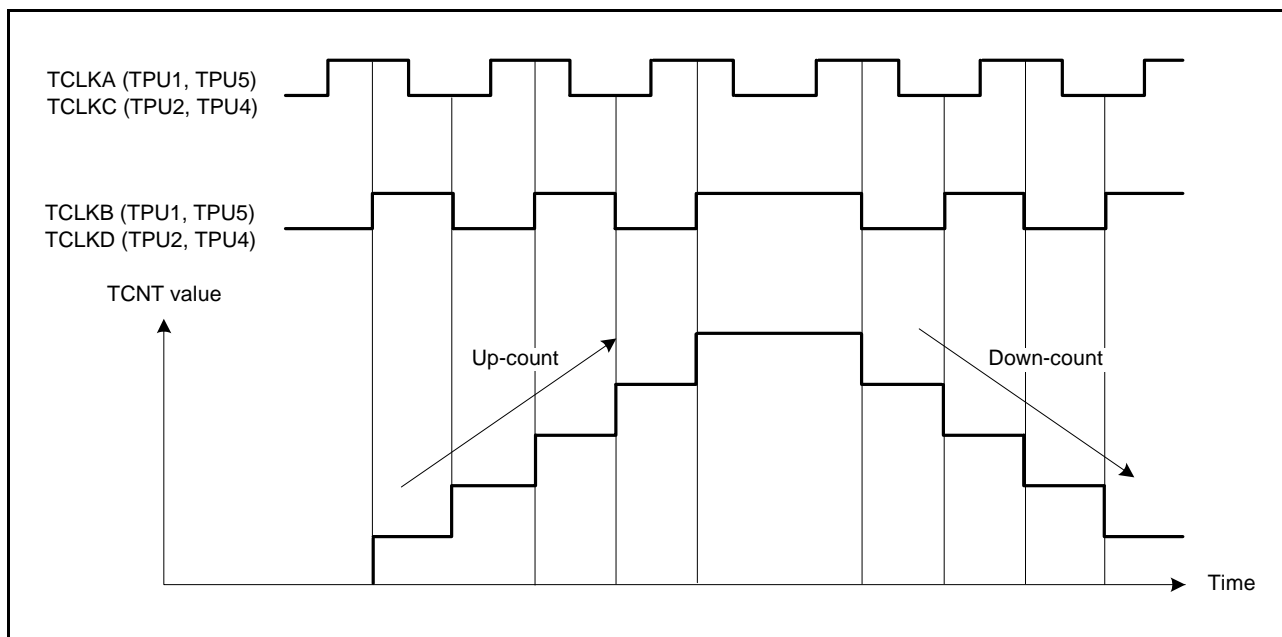 TCLKA (TPU1, TPU5)
TCLKC (TPU2, TPU4)
TCLKB (TPU1, TPU5)
TCLKD (TPU2, TPU4)
TCNT value
Up-count
Down-count
Time